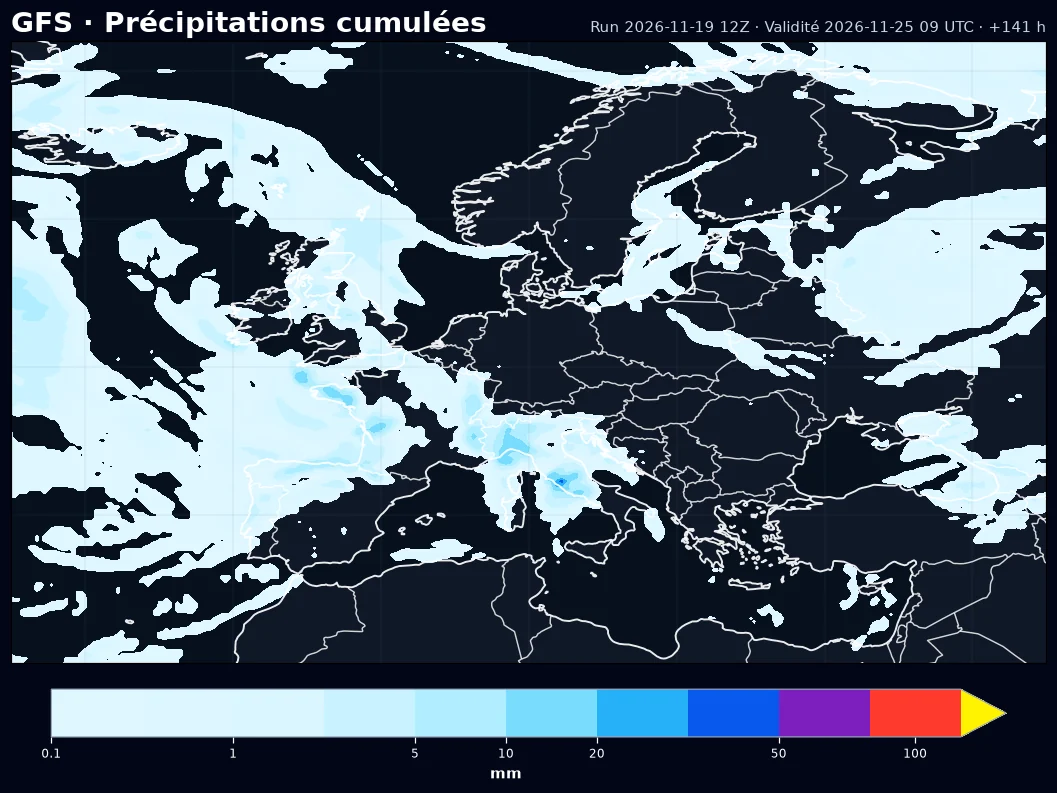 GFS · Précipitations cumulées
Run 2026-11-19 12Z · Validité 2026-11-25 09 UTC · +141 h
0.1 1 5 10 20 50 100
mm